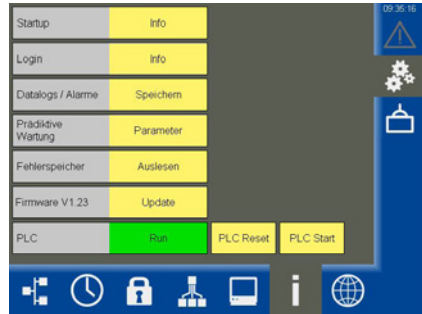 09:35:16
Startup Info
Login Info
Datalogs / Alarme Speichern
Prädiktive
Wartung Parameter
Fehlerspeicher Auslesen
Firmware V1.23 Update
PLC Run PLC Reset PLC Start
i